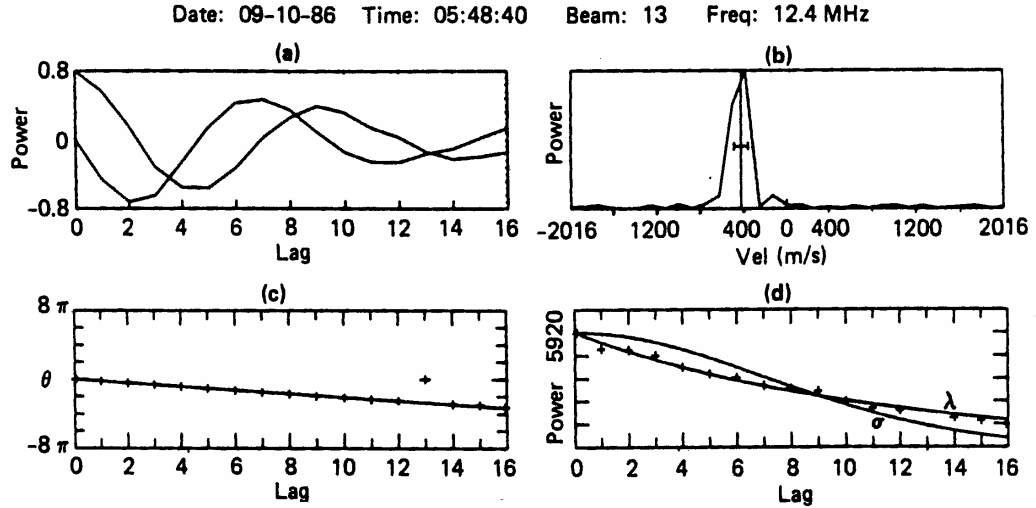 Date: 09-10-86 Time: 05:48:40 Beam: 13 Freq: 12.4 MHz
(a)
0.8
0
-0.8
Power
0 2 4 6 8 10 12 14 16
Lag
(b)
Power
-2016 1200 400 0 400 1200 2016
Vel (m/s)
(c)
8 π
θ
-8 π
0 2 4 6 8 10 12 14 16
Lag
(d)
Power 5920
λ
σ
0 2 4 6 8 10 12 14 16
Lag